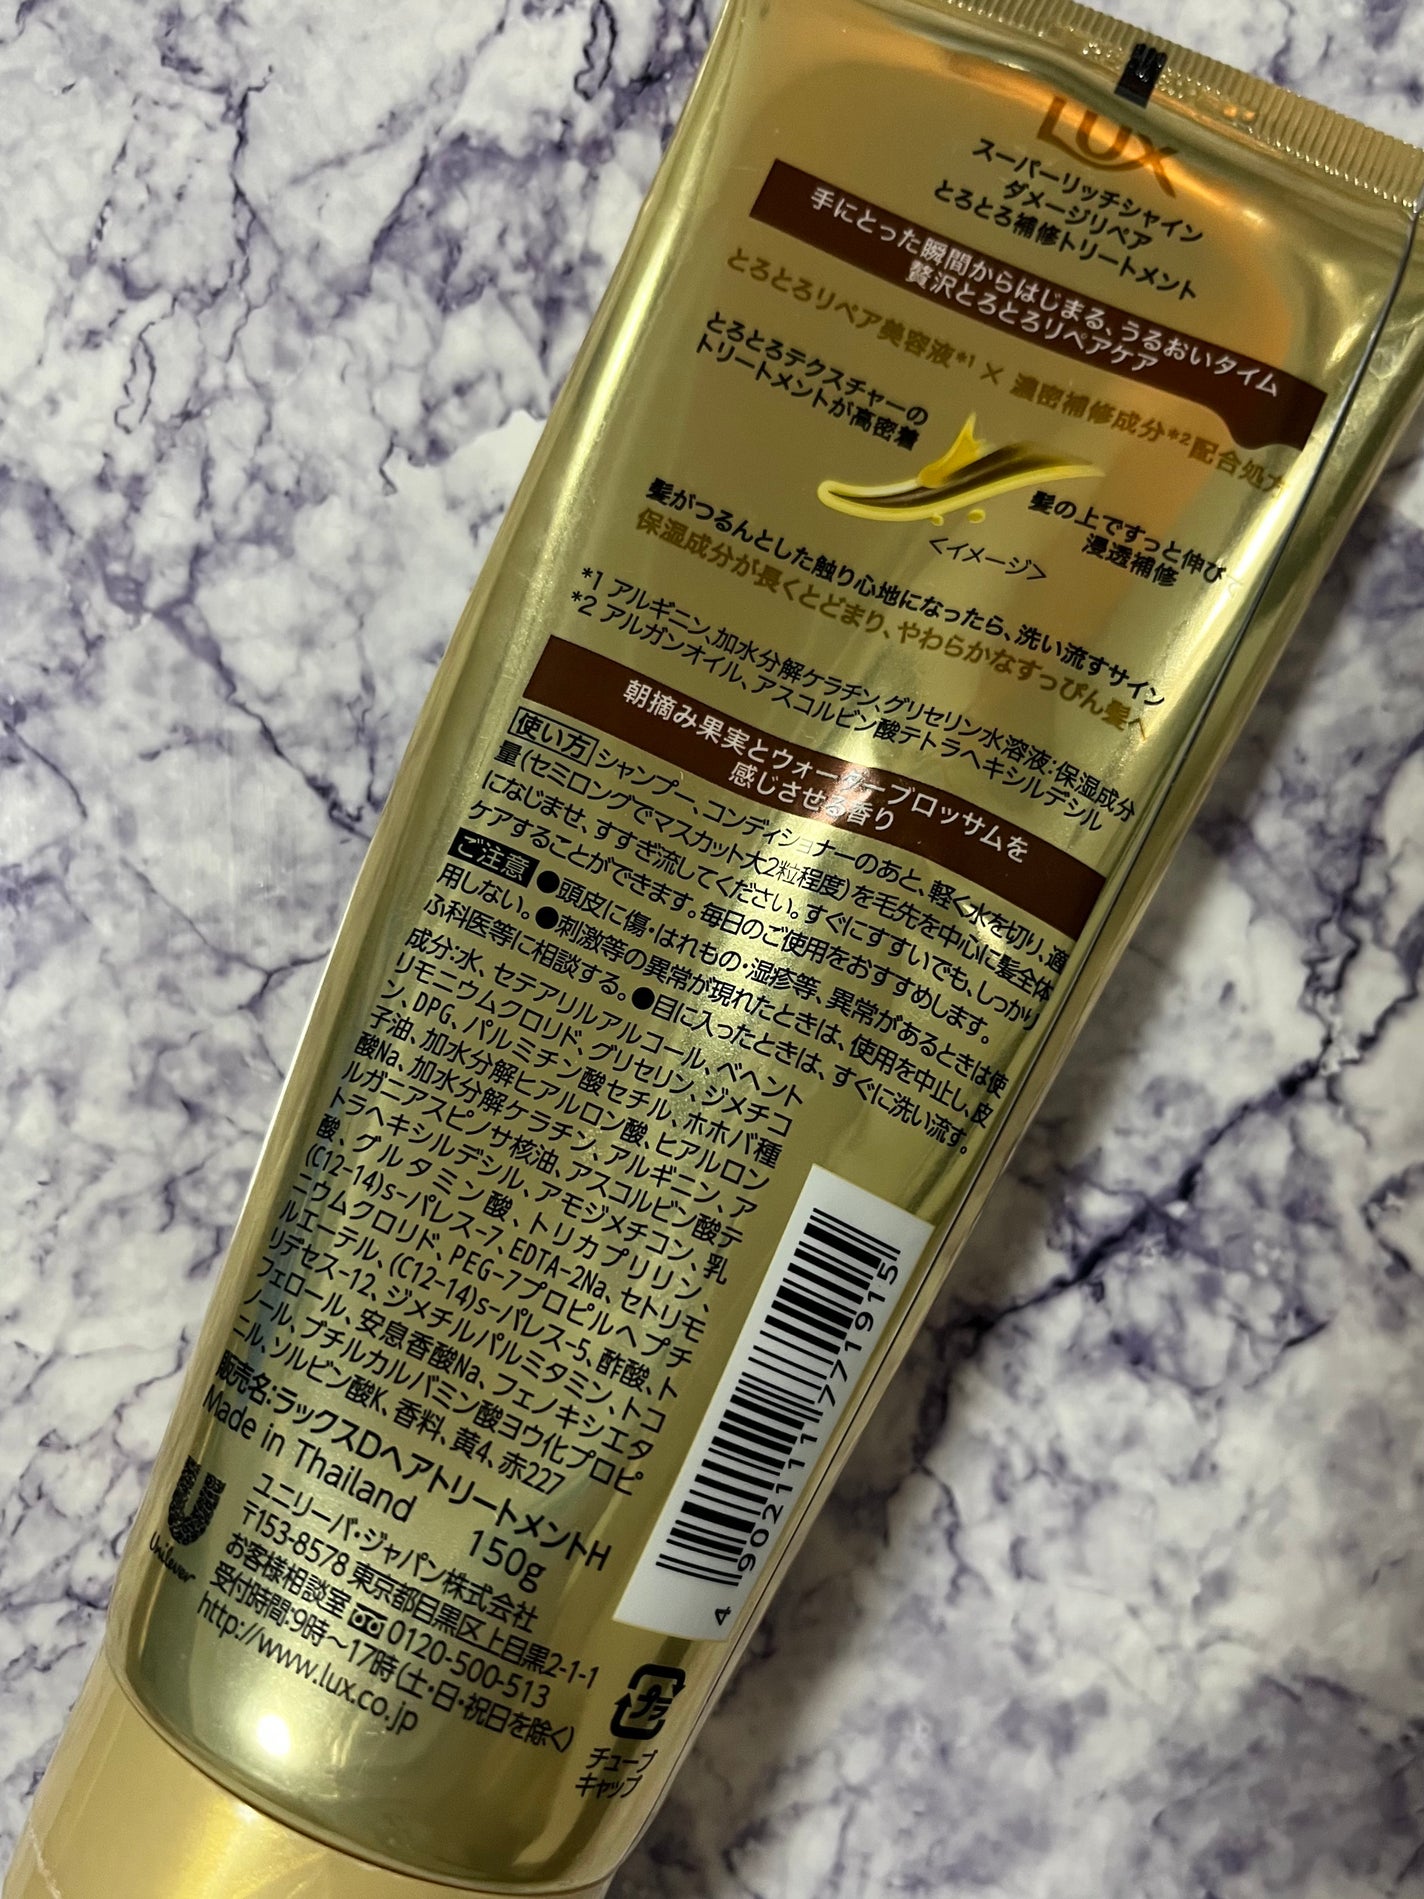 LUX
スーパーリッチシャイン
ダメージリペア
とろとろ補修トリートメント
手にとった瞬間からはじまる、うるおいタイム
贅沢とろとろリペアケア
とろとろリペア美容液*1 × 濃密補修成分*2配合処方
とろとろテクスチャーの
トリートメントが高密着
髪の上ですっと伸び
浸透補修
<イメージ>
髪がつるんとした触り心地になったら、洗い流すサイン
保湿成分が長くとどまり、やわらかなすっぴん髪へ
*1 アルギニン、加水分解ケラチン、グリセリン水溶液:保湿成分
*2 アルガンオイル、アスコルビン酸テトラヘキシルデシル
朝摘み果実とウォーターブロッサムを
感じさせる香り
使い方 シャンプー、コンディショナーのあと、軽く水を切り、適
量(セミロングでマスカット大2粒程度)を毛先を中心に髪全体
になじませ、すすぎ流してください。すぐにすすいでも、しっかり
ケアすることができます。毎日のご使用をおすすめします。
ご注意 ●頭皮に傷・はれもの・湿疹等、異常があるときは使
用しない。●刺激等の異常が現れたときは、使用を中止し、皮
ふ科医等に相談する。●目に入ったときは、すぐに洗い流す。
成分:水、セテアリルアルコール、ベヘント
リモニウムクロリド、グリセリン、ジメチコ
ン、DPG、パルミチン酸セチル、ホホバ種
子油、加水分解ヒアルロン酸、ヒアルロン
酸Na、加水分解ケラチン、アルギニン、ア
ルガニアスピノサ核油、アスコルビン酸テ
トラヘキシルデシル、アモジメチコン、乳
酸、グルタミン酸、トリカプリリン、
(C12-14)s-パレス-7、EDTA-2Na、セトリモ
ニウムクロリド、PEG-7プロピルヘプチ
ルエーテル、(C12-14)s-パレス-5、酢酸、ト
リデセス-12、ジメチルパルミタミン、トコ
フェロール、安息香酸Na、フェノキシエタ
ノール、ブチルカルバミン酸ヨウ化プロピ
ニル、ソルビン酸K、香料、黄4、赤227
販売名:ラックスDヘアトリートメントH
Made in Thailand 150g
ユニリーバ・ジャパン株式会社
〒153-8578 東京都目黒区上目黒2-1-1
お客様相談室 0120-500-513
受付時間:9時～17時(土・日・祝日を除く)
http://www.lux.co.jp
Unilever
4 902111 771915
プラ
チューブ
キャップ